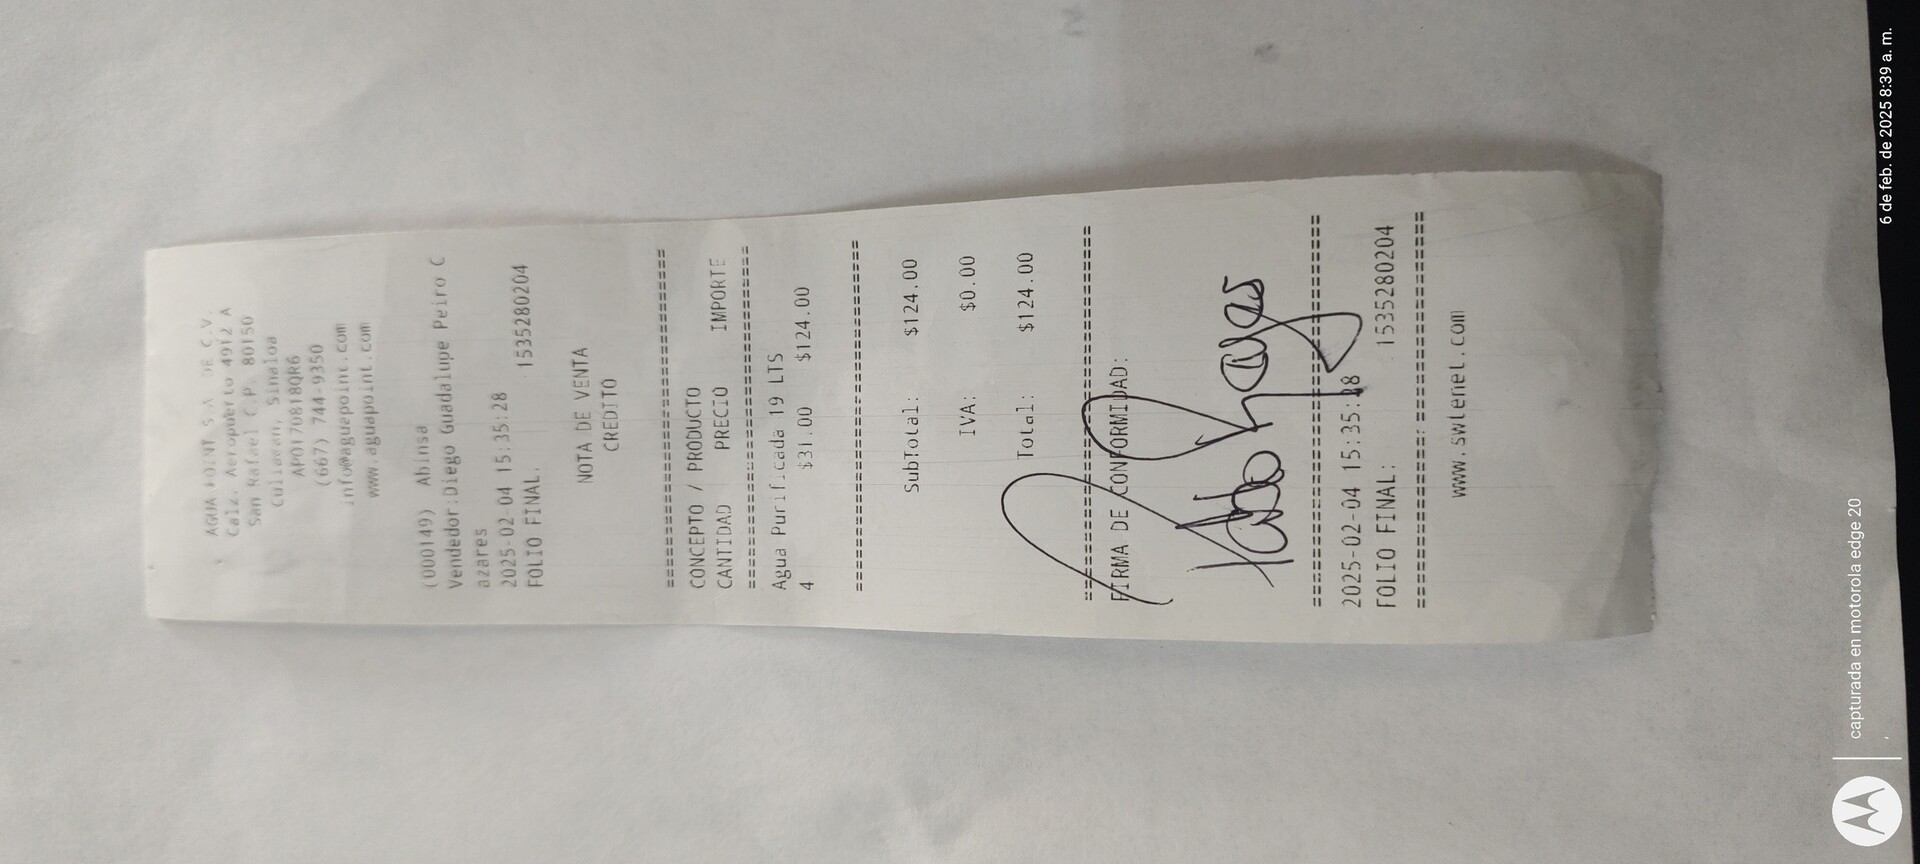 AGUA POINT S.A. DE C.V.
Calz. Aeropuerto 4912 A
San Rafael C.P. 80150
Culiacan, Sinaloa
APO170818QR6
(667) 744-9350
info@aguapoint.com
www.aguapoint.com
(000149) Abinsa
Vendedor:Diego Guadalupe Peiro C
azares
2025-02-04 15:35:28
FOLIO FINAL: 1535280204
NOTA DE VENTA
CREDITO
================================
CONCEPTO / PRODUCTO
CANTIDAD PRECIO IMPORTE
================================
Agua Purificada 19 LTS
4 $31.00 $124.00
================================
SubTotal: $124.00
IVA: $0.00
Total: $124.00
================================
FIRMA DE CONFORMIDAD:
================================
2025-02-04 15:35:28
FOLIO FINAL: 1535280204
================================
www.swtenet.com
capturada en motorola edge 20
6 de feb. de 2025 8:39 a. m.